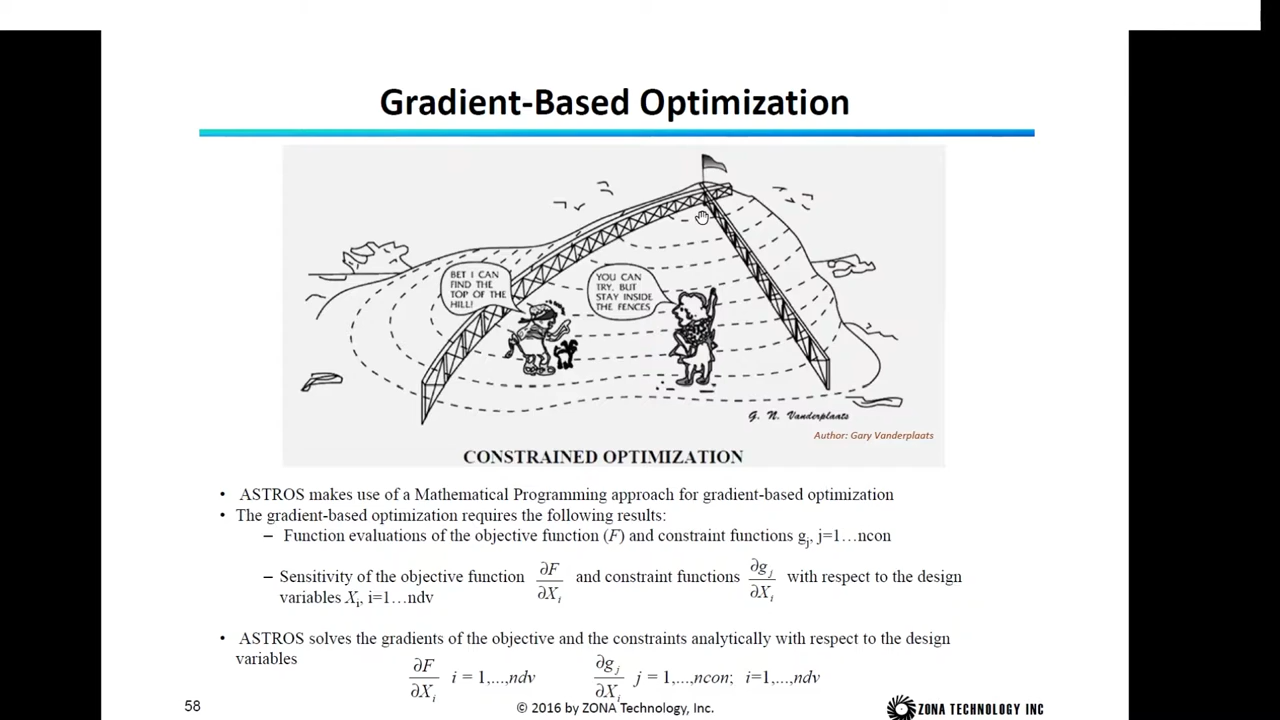 Gradient-Based Optimization
BET I CAN
FIND THE
TOP OF THE
HILL!
YOU CAN
TRY, BUT
STAY INSIDE
THE FENCES
G. N. Vanderplaats
Author: Gary Vanderplaats
CONSTRAINED OPTIMIZATION
• ASTROS makes use of a Mathematical Programming approach for gradient-based optimization
• The gradient-based optimization requires the following results:
– Function evaluations of the objective function (F) and constraint functions gj, j=1…ncon
– Sensitivity of the objective function ∂F/∂Xi and constraint functions ∂gj/∂Xi with respect to the design
variables Xi, i=1…ndv
• ASTROS solves the gradients of the objective and the constraints analytically with respect to the design
variables
∂F/∂Xi i = 1,...,ndv ∂gj/∂Xi j = 1,...,ncon; i=1,...,ndv
58
© 2016 by ZONA Technology, Inc.
ZONA TECHNOLOGY INC